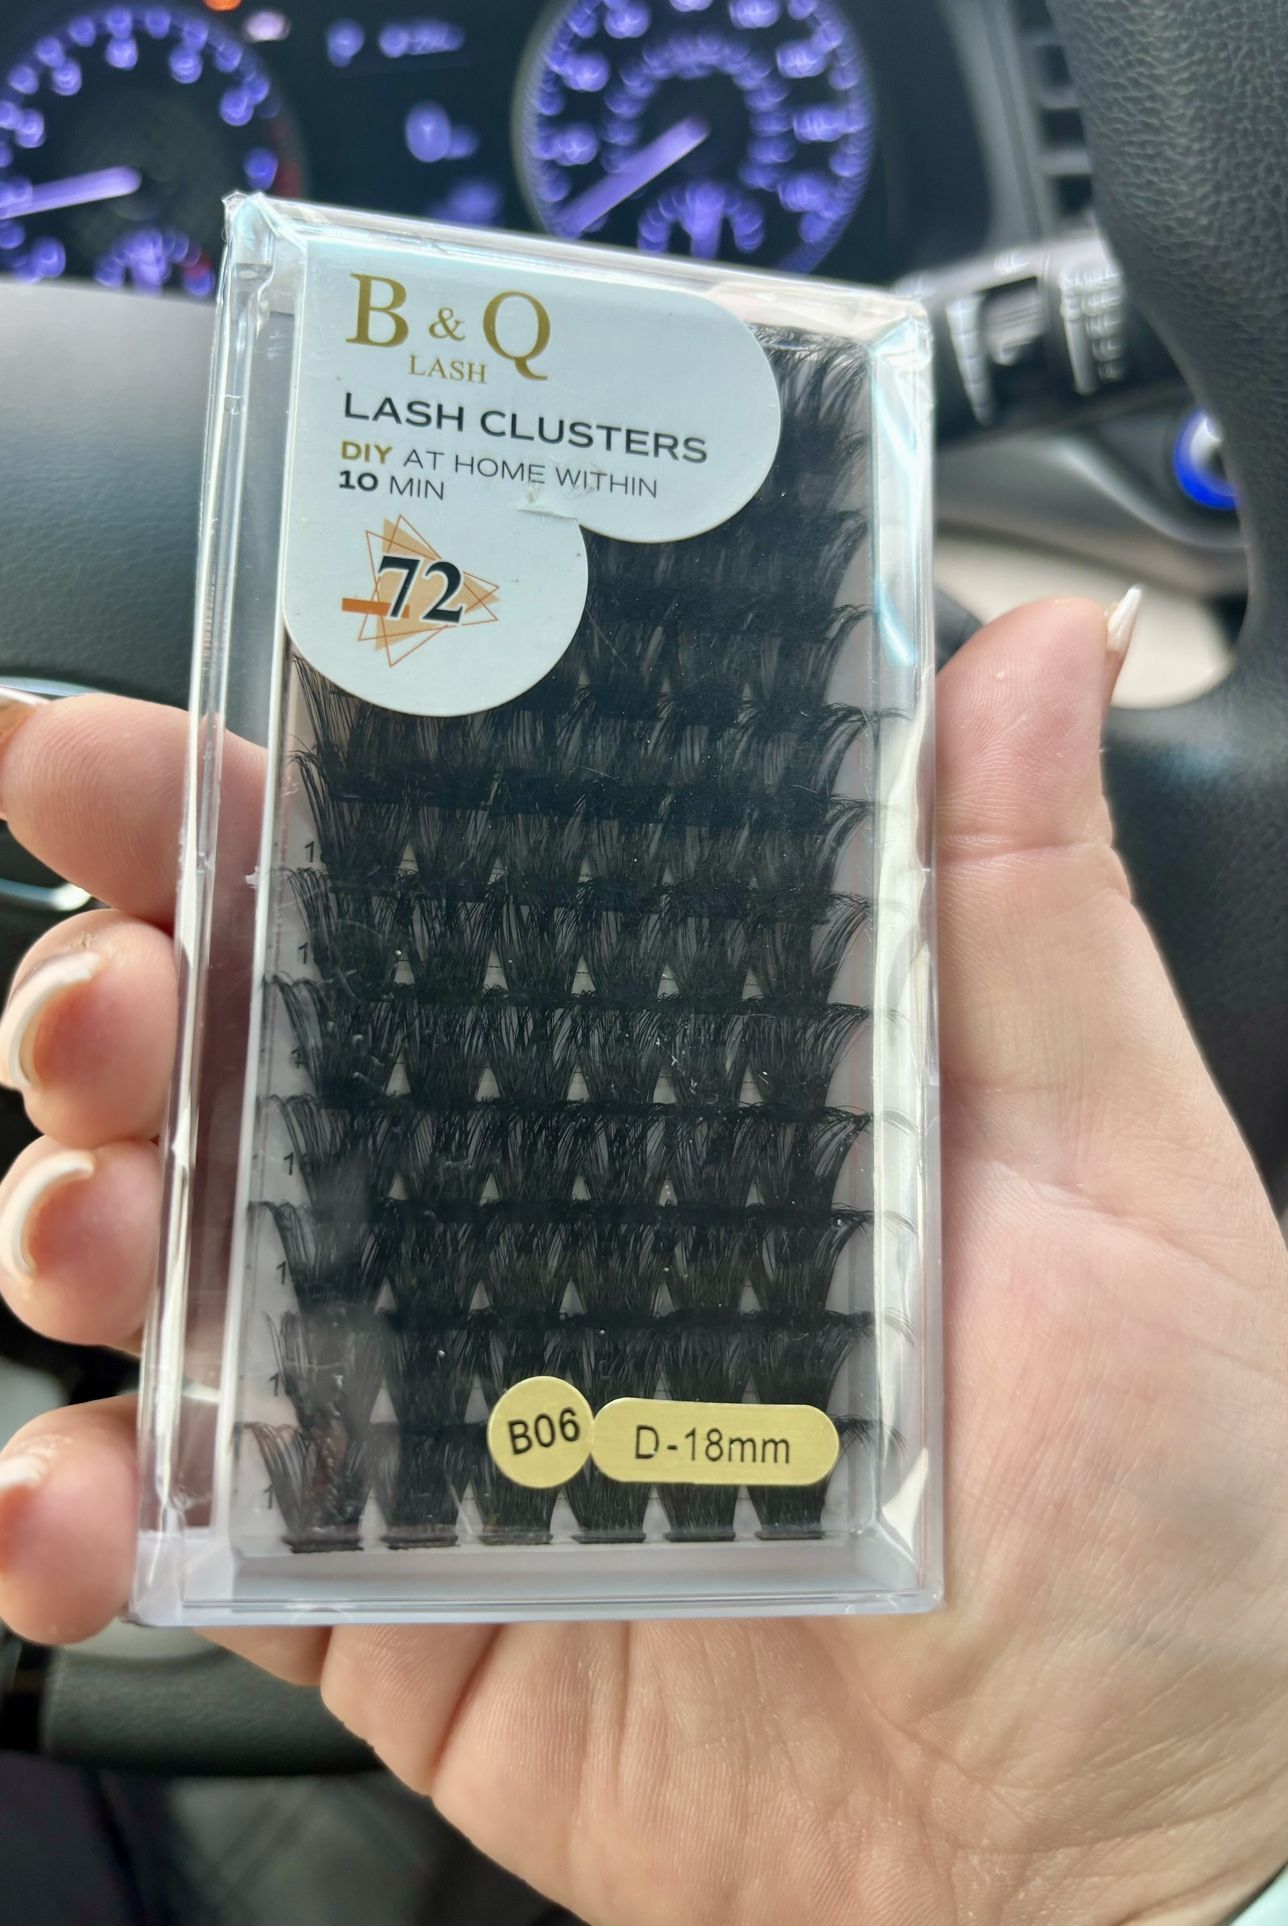 B & Q
LASH
LASH CLUSTERS
DIY AT HOME WITHIN
10 MIN
72
B06
D-18mm